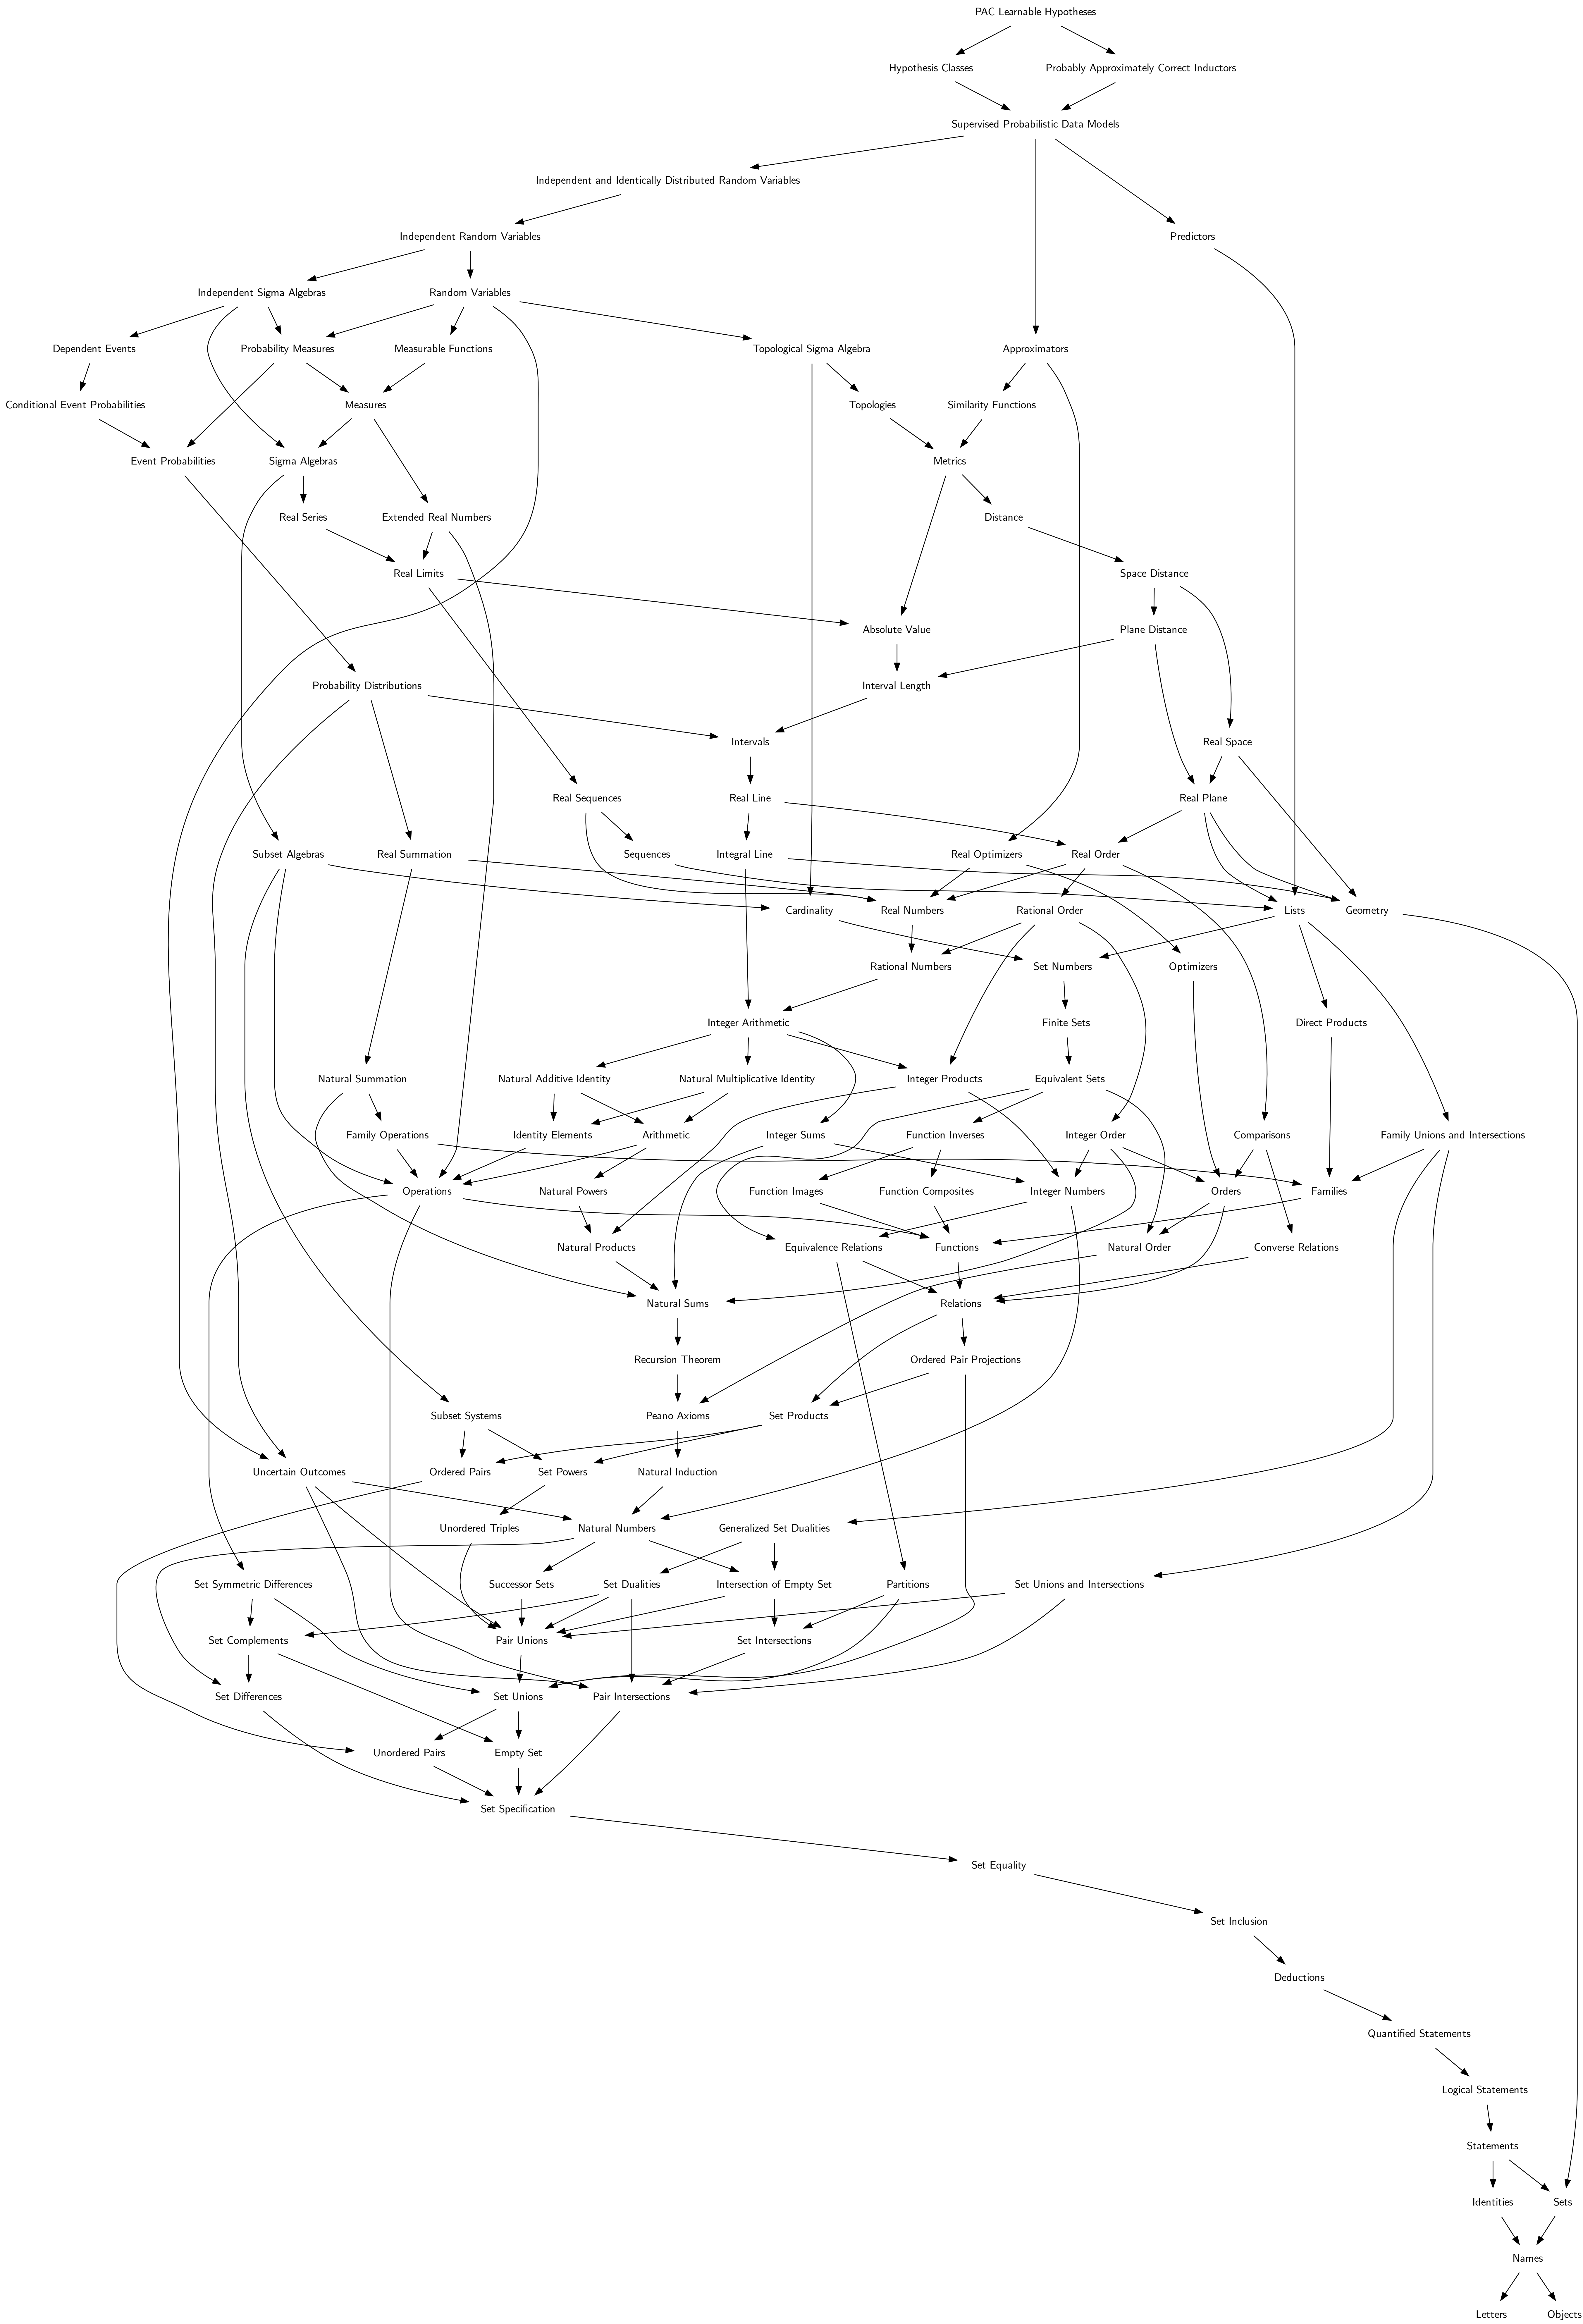 PAC Learnable Hypotheses
Hypothesis Classes
Probably Approximately Correct Inductors
Supervised Probabilistic Data Models
Independent and Identically Distributed Random Variables
Independent Random Variables
Predictors
Independent Sigma Algebras
Random Variables
Dependent Events
Probability Measures
Measurable Functions
Topological Sigma Algebra
Approximators
Conditional Event Probabilities
Measures
Topologies
Similarity Functions
Event Probabilities
Sigma Algebras
Metrics
Real Series
Extended Real Numbers
Distance
Real Limits
Space Distance
Absolute Value
Plane Distance
Probability Distributions
Interval Length
Intervals
Real Space
Real Sequences
Real Line
Real Plane
Subset Algebras
Real Summation
Sequences
Integral Line
Real Optimizers
Real Order
Cardinality
Real Numbers
Rational Order
Lists
Geometry
Rational Numbers
Set Numbers
Optimizers
Integer Arithmetic
Finite Sets
Direct Products
Natural Summation
Natural Additive Identity
Natural Multiplicative Identity
Integer Products
Equivalent Sets
Family Operations
Identity Elements
Arithmetic
Integer Sums
Function Inverses
Integer Order
Comparisons
Family Unions and Intersections
Operations
Natural Powers
Function Images
Function Composites
Integer Numbers
Orders
Families
Natural Products
Equivalence Relations
Functions
Natural Order
Converse Relations
Natural Sums
Relations
Recursion Theorem
Ordered Pair Projections
Subset Systems
Peano Axioms
Set Products
Uncertain Outcomes
Ordered Pairs
Set Powers
Natural Induction
Unordered Triples
Natural Numbers
Generalized Set Dualities
Set Symmetric Differences
Successor Sets
Set Dualities
Intersection of Empty Set
Partitions
Set Unions and Intersections
Set Complements
Pair Unions
Set Intersections
Set Differences
Set Unions
Pair Intersections
Unordered Pairs
Empty Set
Set Specification
Set Equality
Set Inclusion
Deductions
Quantified Statements
Logical Statements
Statements
Identities
Sets
Names
Letters
Objects